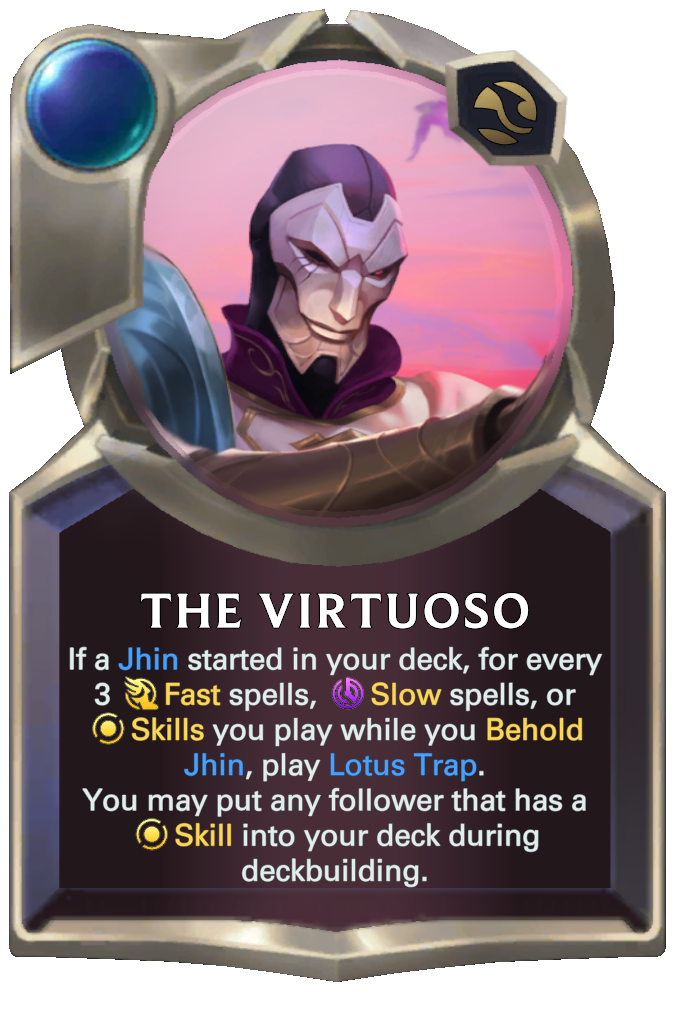 THE VIRTUOSO
If a Jhin started in your deck, for every
3 Fast spells, Slow spells, or
Skills you play while you Behold
Jhin, play Lotus Trap.
You may put any follower that has a
Skill into your deck during
deckbuilding.